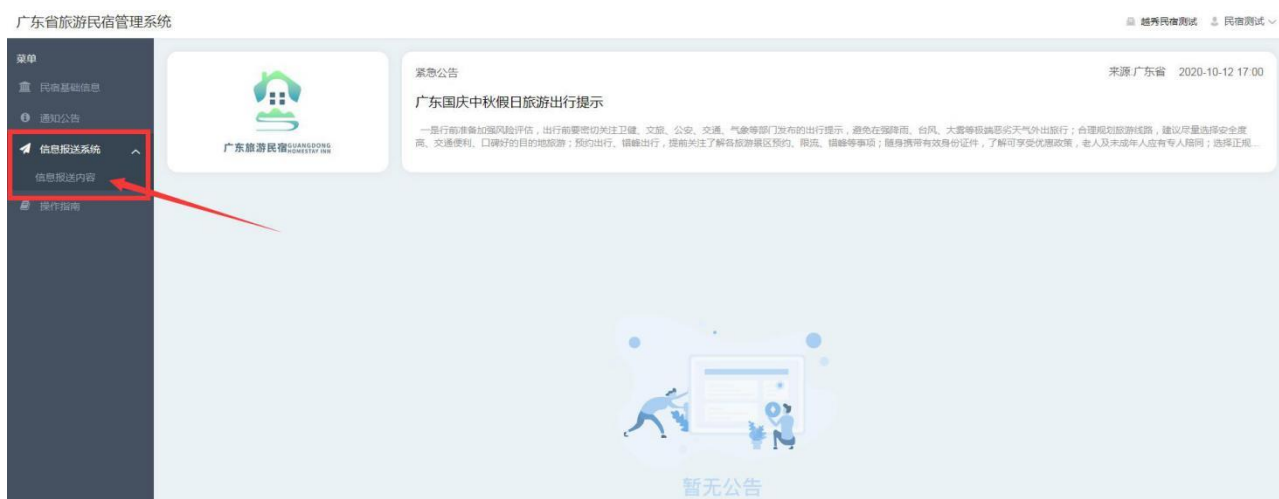 广东省旅游民宿管理系统
越秀民宿测试 民宿测试
菜单
民宿基础信息
通知公告
信息报送系统
信息报送内容
操作指南
广东旅游民宿 GUANGDONG
HOMESTAY INN
紧急公告
来源:广东省 2020-10-12 17:00
广东国庆中秋假日旅游出行提示
一是行前准备加强风险评估，出行前要密切关注卫健、文旅、公安、交通、气象等部门发布的出行提示，避免在强降雨、台风、大雾等极端恶劣天气外出旅行；合理规划旅游线路，建议尽量选择安全度
高、交通便利、口碑好的目的地旅游；预约出行、错峰出行，提前关注了解各旅游景区预约、限流、错峰等事项；随身携带有效身份证件，了解可享受优惠政策，老人及未成年人应有专人陪同；选择正规...
暂无公告